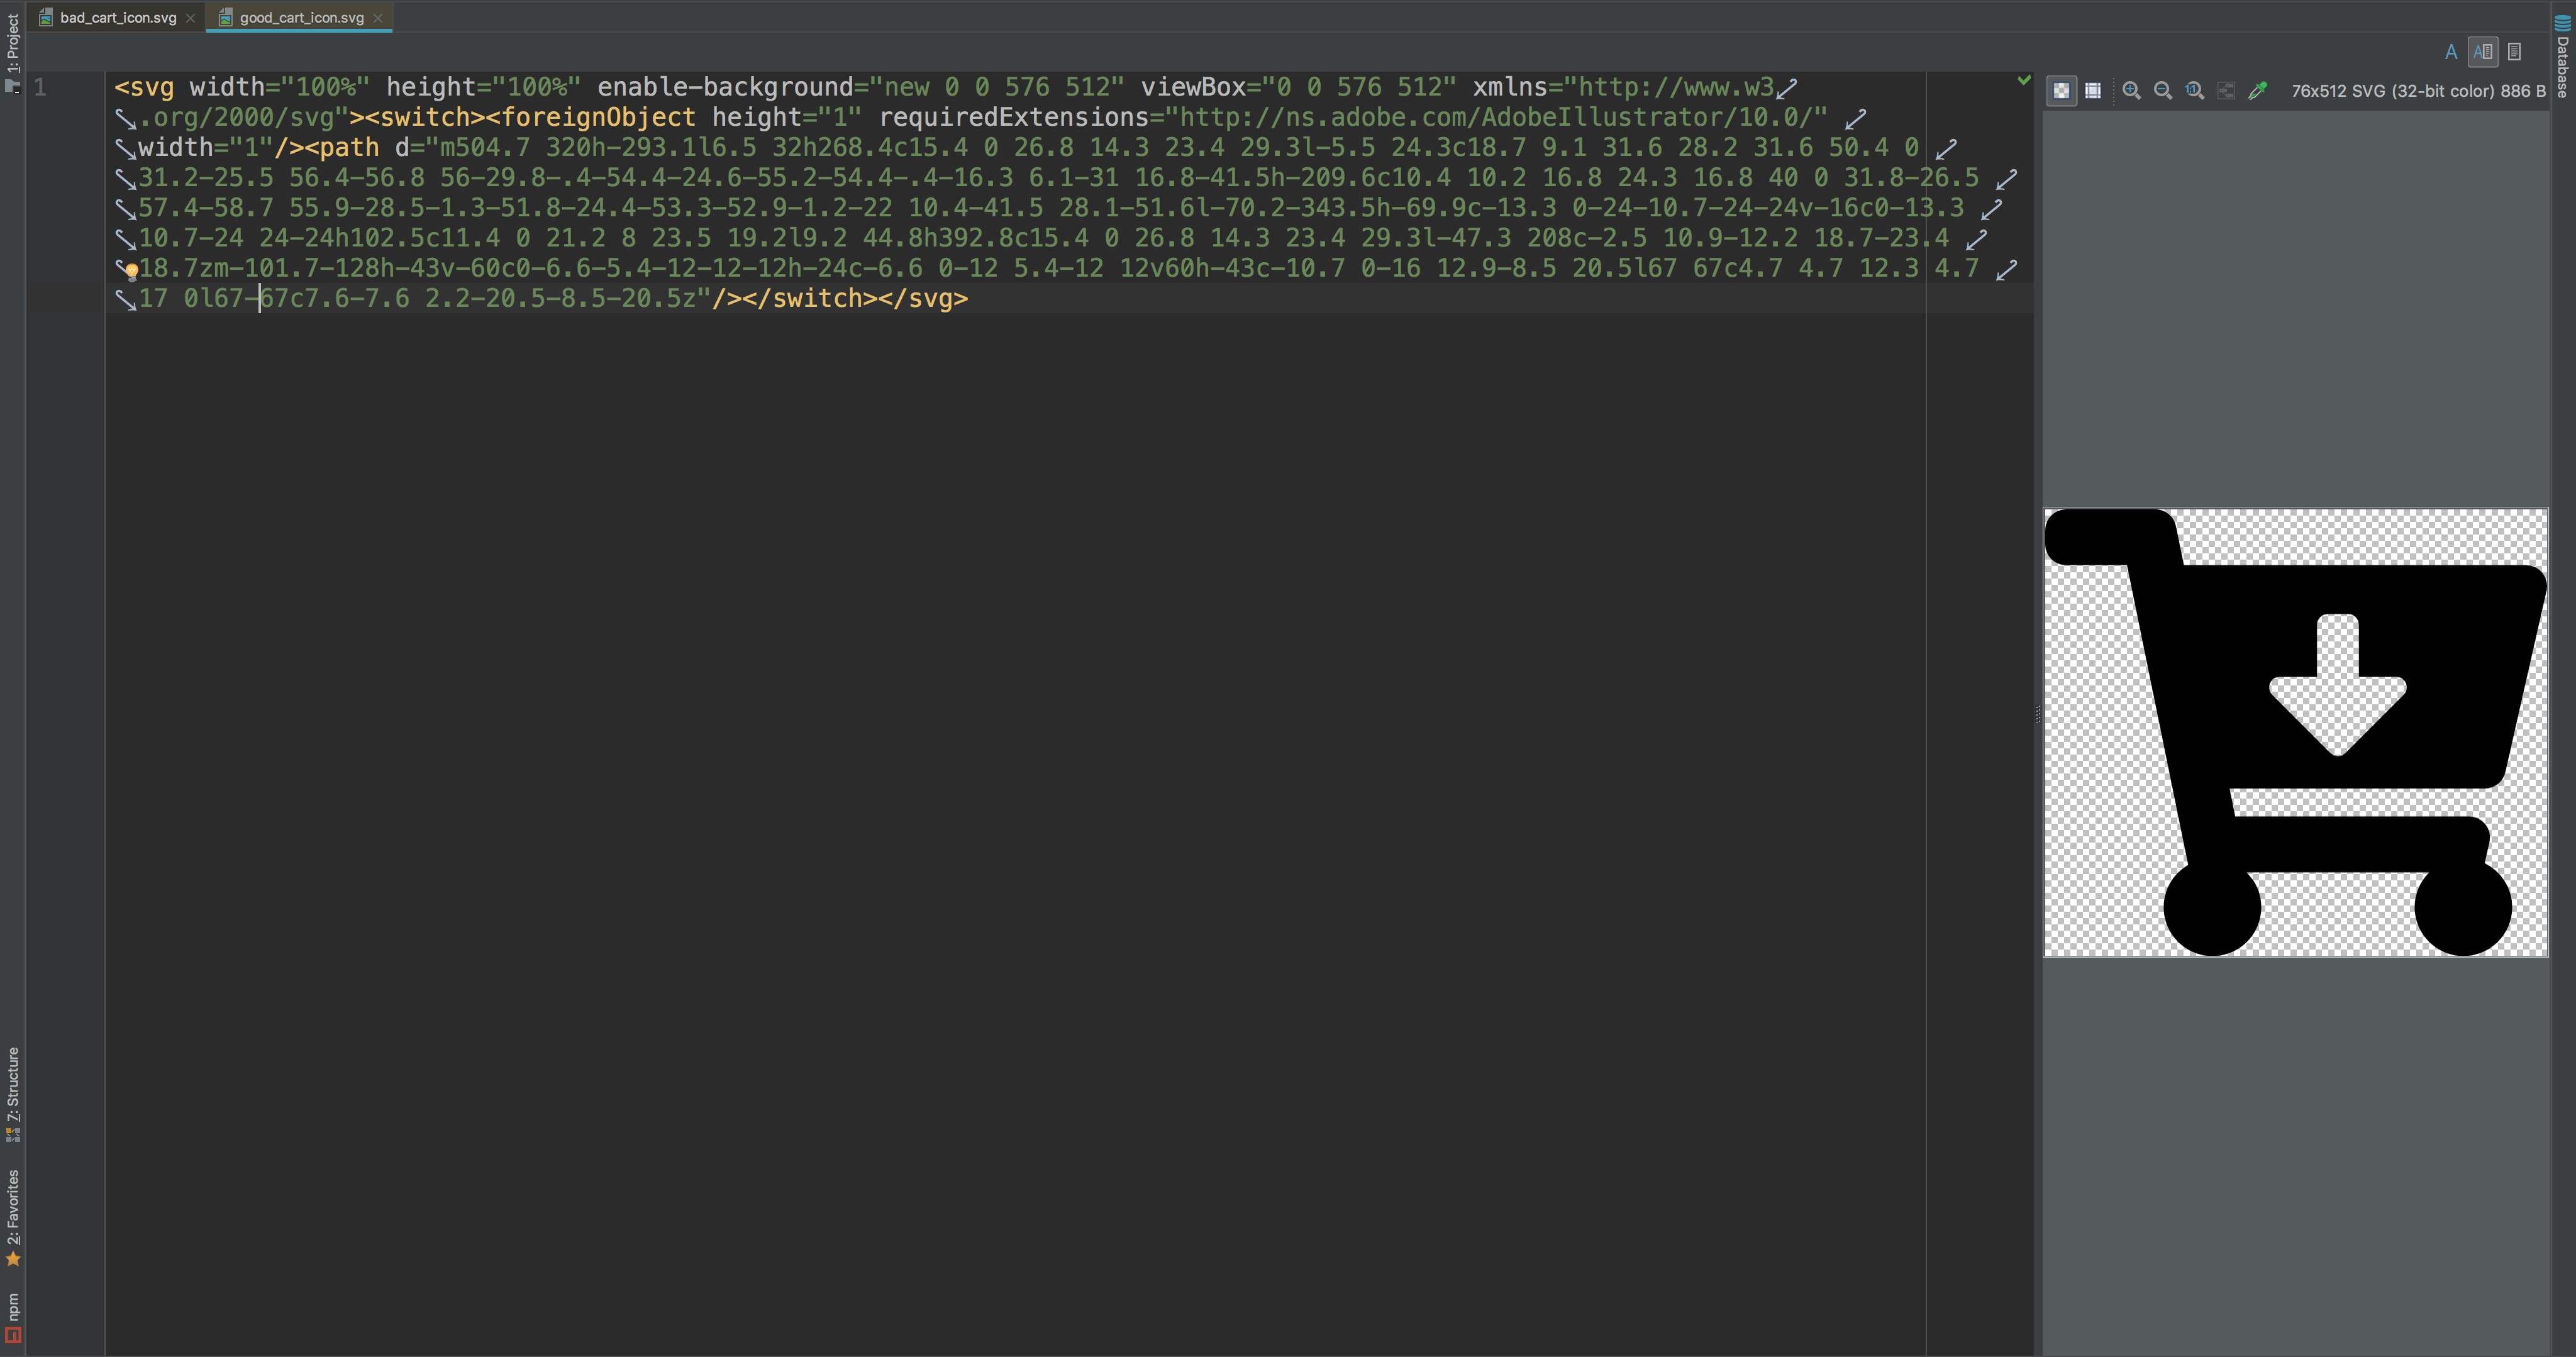 bad_cart_icon.svg
good_cart_icon.svg
1: Project
Database
A
76x512 SVG (32-bit color) 886 B
1
<svg width="100%" height="100%" enable-background="new 0 0 576 512" viewBox="0 0 576 512" xmlns="http://www.w3
.org/2000/svg"><switch><foreignObject height="1" requiredExtensions="http://ns.adobe.com/AdobeIllustrator/10.0/"
width="1"/><path d="m504.7 320h-293.1l6.5 32h268.4c15.4 0 26.8 14.3 23.4 29.3l-5.5 24.3c18.7 9.1 31.6 28.2 31.6 50.4 0
31.2-25.5 56.4-56.8 56-29.8-.4-54.4-24.6-55.2-54.4-.4-16.3 6.1-31 16.8-41.5h-209.6c10.4 10.2 16.8 24.3 16.8 40 0 31.8-26.5
57.4-58.7 55.9-28.5-1.3-51.8-24.4-53.3-52.9-1.2-22 10.4-41.5 28.1-51.6l-70.2-343.5h-69.9c-13.3 0-24-10.7-24-24v-16c0-13.3
10.7-24 24-24h102.5c11.4 0 21.2 8 23.5 19.2l9.2 44.8h392.8c15.4 0 26.8 14.3 23.4 29.3l-47.3 208c-2.5 10.9-12.2 18.7-23.4
18.7zm-101.7-128h-43v-60c0-6.6-5.4-12-12-12h-24c-6.6 0-12 5.4-12 12v60h-43c-10.7 0-16 12.9-8.5 20.5l67 67c4.7 4.7 12.3 4.7
17 0l67-67c7.6-7.6 2.2-20.5-8.5-20.5z"/></switch></svg>
7: Structure
2: Favorites
npm